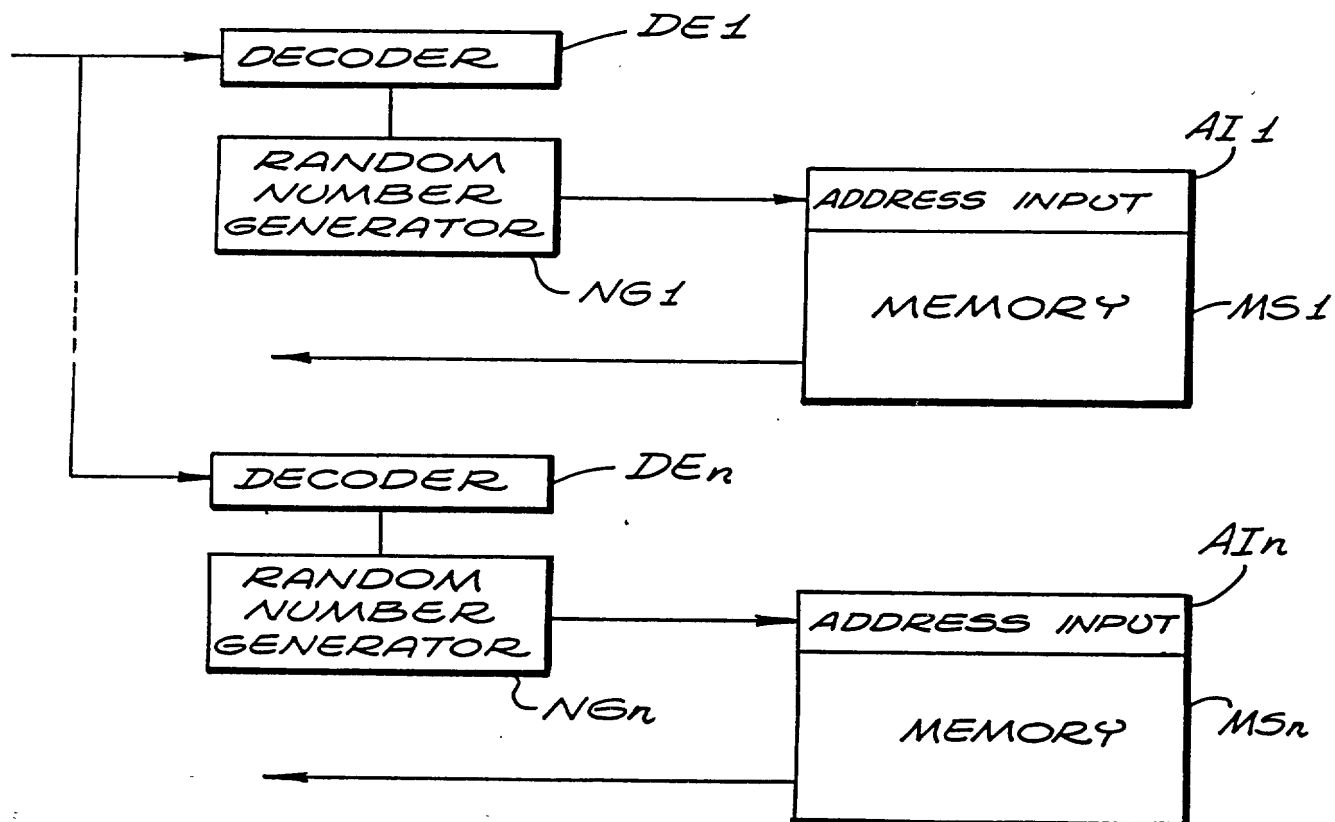 DE1
DECODER
RANDOM
NUMBER
GENERATOR
NG1
AI1
ADDRESS INPUT
MEMORY
MS1
DECODER
DEn
RANDOM
NUMBER
GENERATOR
NGn
AIn
ADDRESS INPUT
MEMORY
MSn